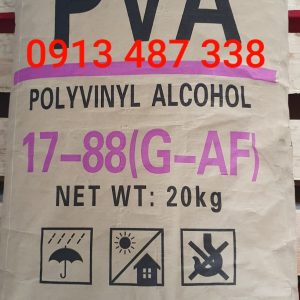 PVA
0913 487 338
POLYVINYL ALCOHOL
17-88(G-AF)
NET WT: 20kg